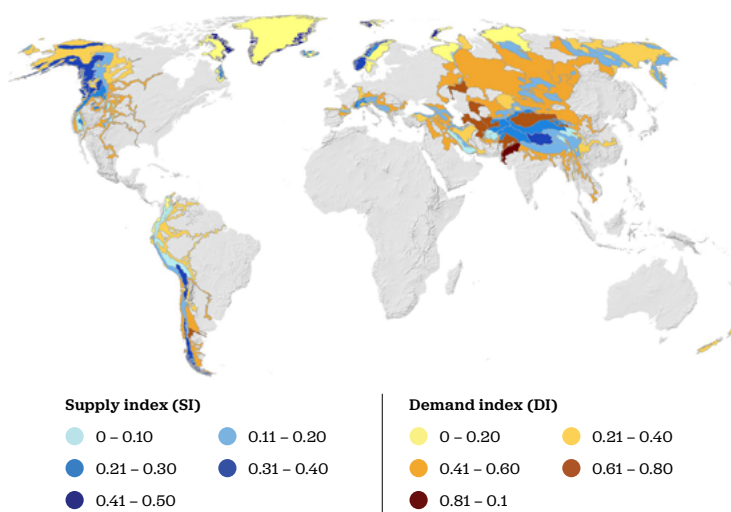 Supply index (SI)
0 – 0.10
0.11 – 0.20
0.21 – 0.30
0.31 – 0.40
0.41 – 0.50
Demand index (DI)
0 – 0.20
0.21 – 0.40
0.41 – 0.60
0.61 – 0.80
0.81 – 0.1